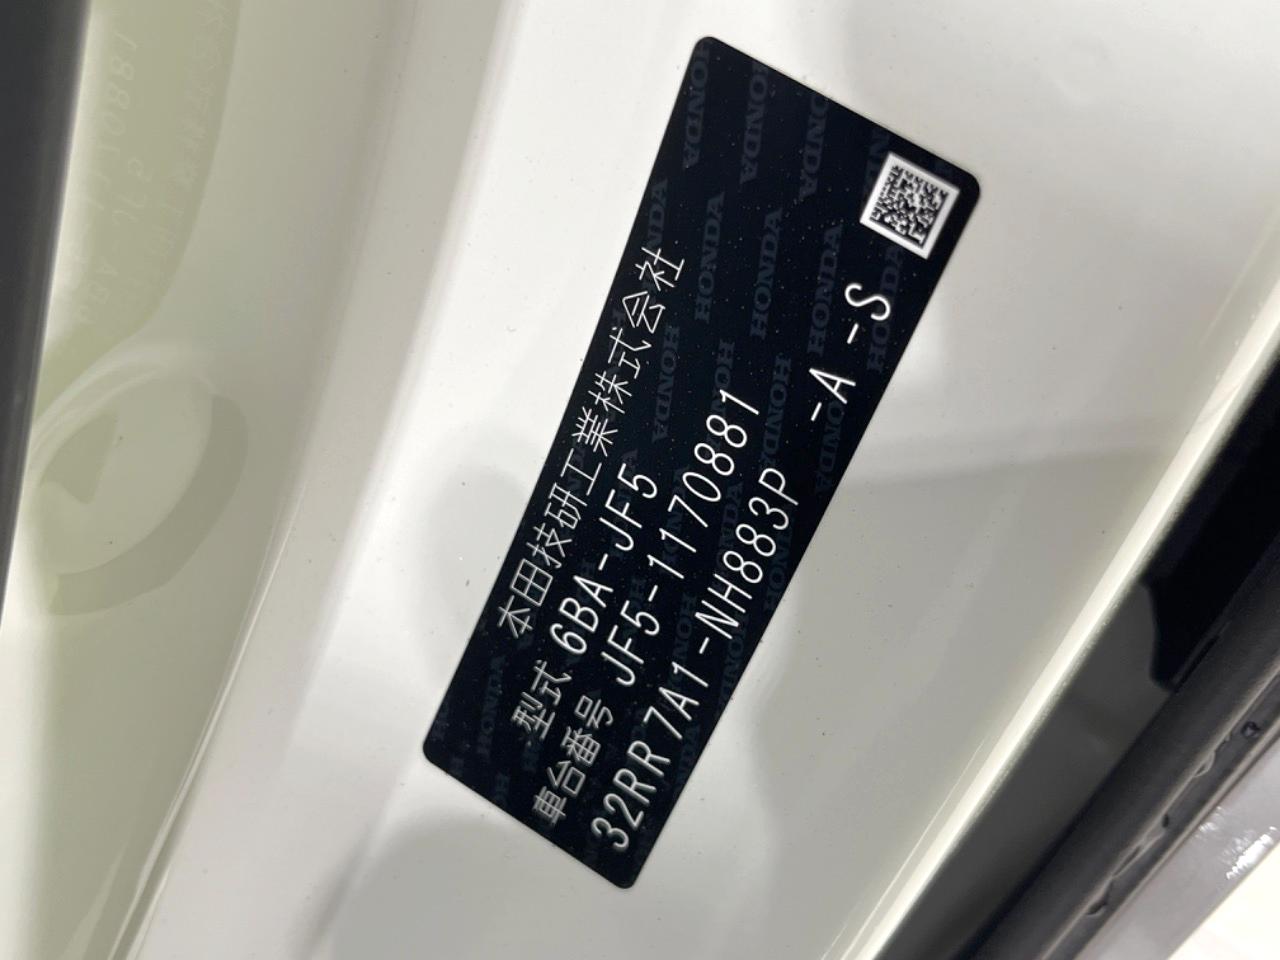 本田技研工業株式会社
型式 6BA-JF5
車台番号 JF5-1170881
32RR7A1-NH883P -A -S